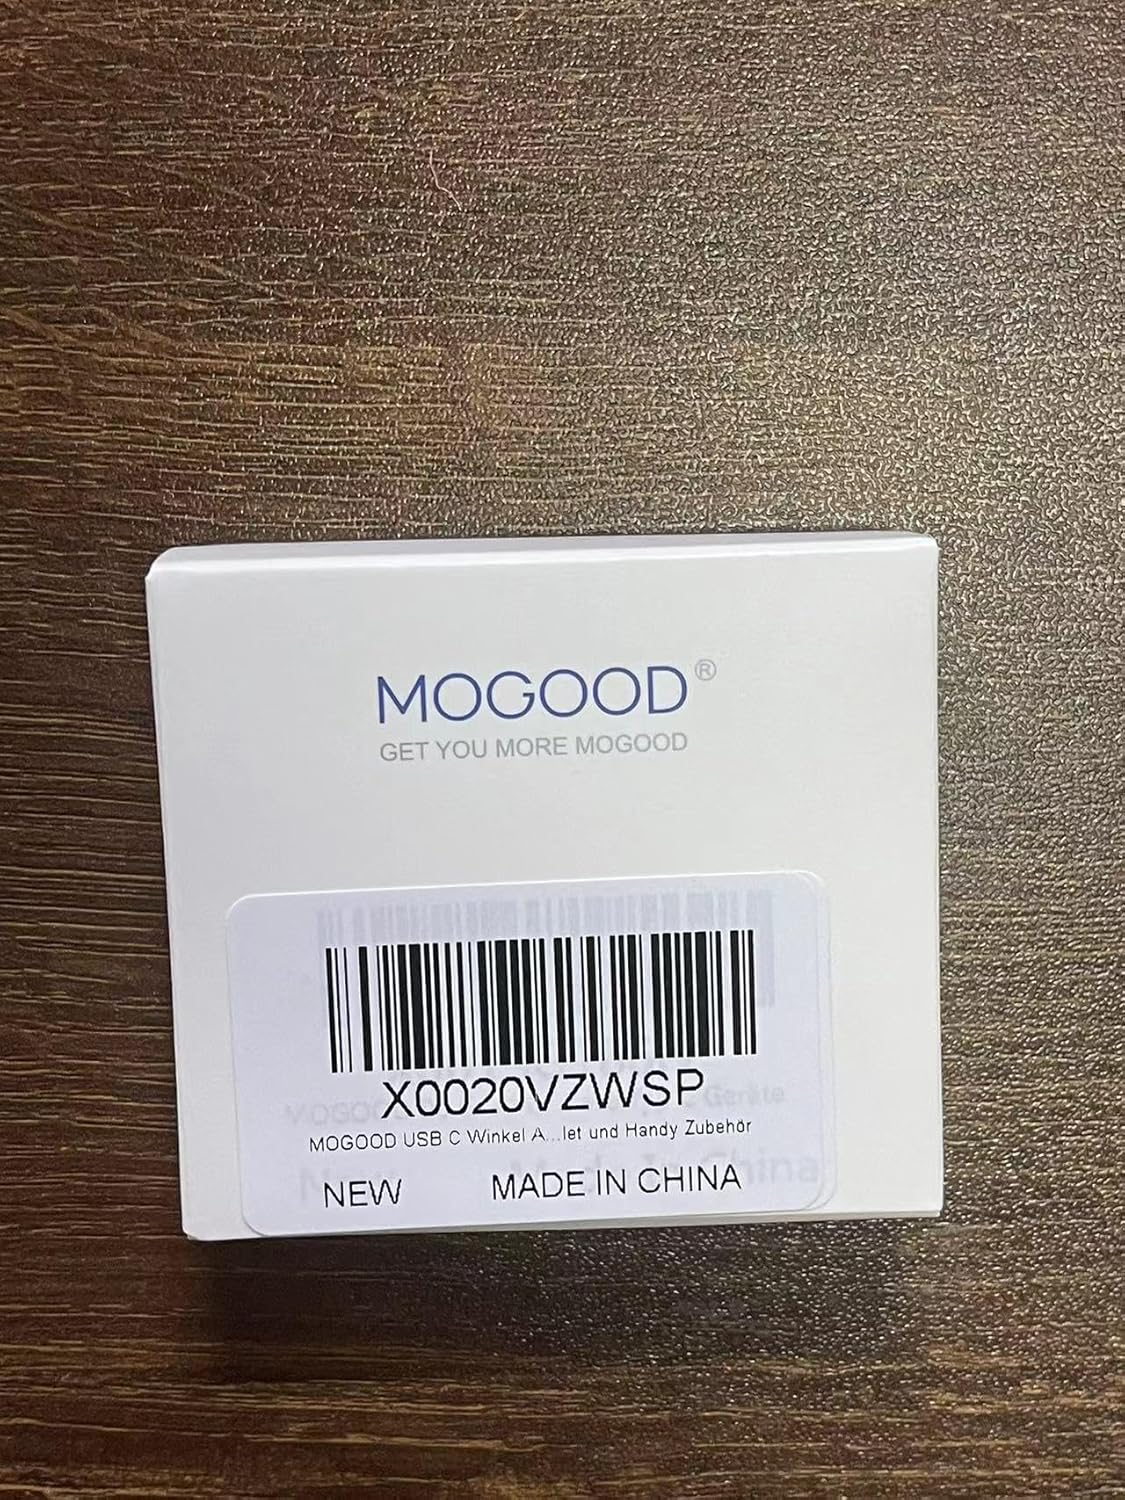 MOGOOD®
GET YOU MORE MOGOOD
X0020VZWSP
MOGOOD USB C Winkel A...let und Handy Zubehör
NEW MADE IN CHINA